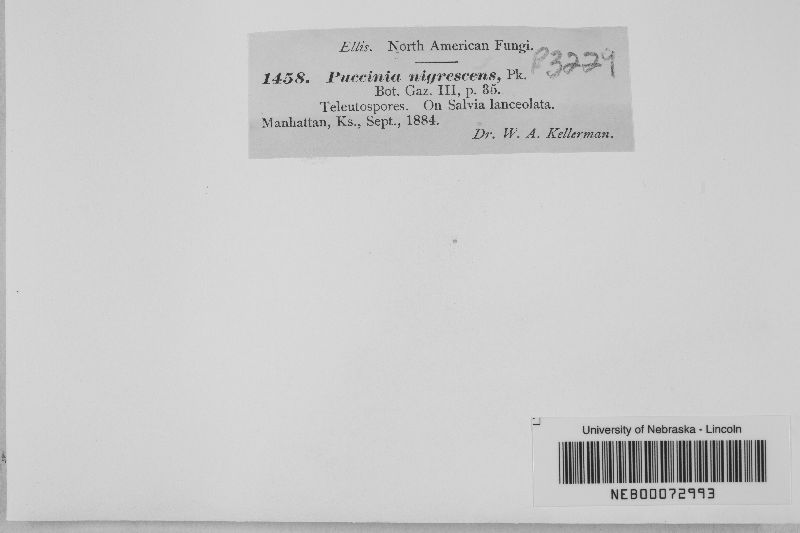 Ellis. North American Fungi.
P3229
1458. Puccinia nigrescens, Pk.
Bot. Gaz. III, p. 35.
Teleutospores. On Salvia lanceolata.
Manhattan, Ks., Sept., 1884.
Dr. W. A. Kellerman.
University of Nebraska - Lincoln
NEB00072993